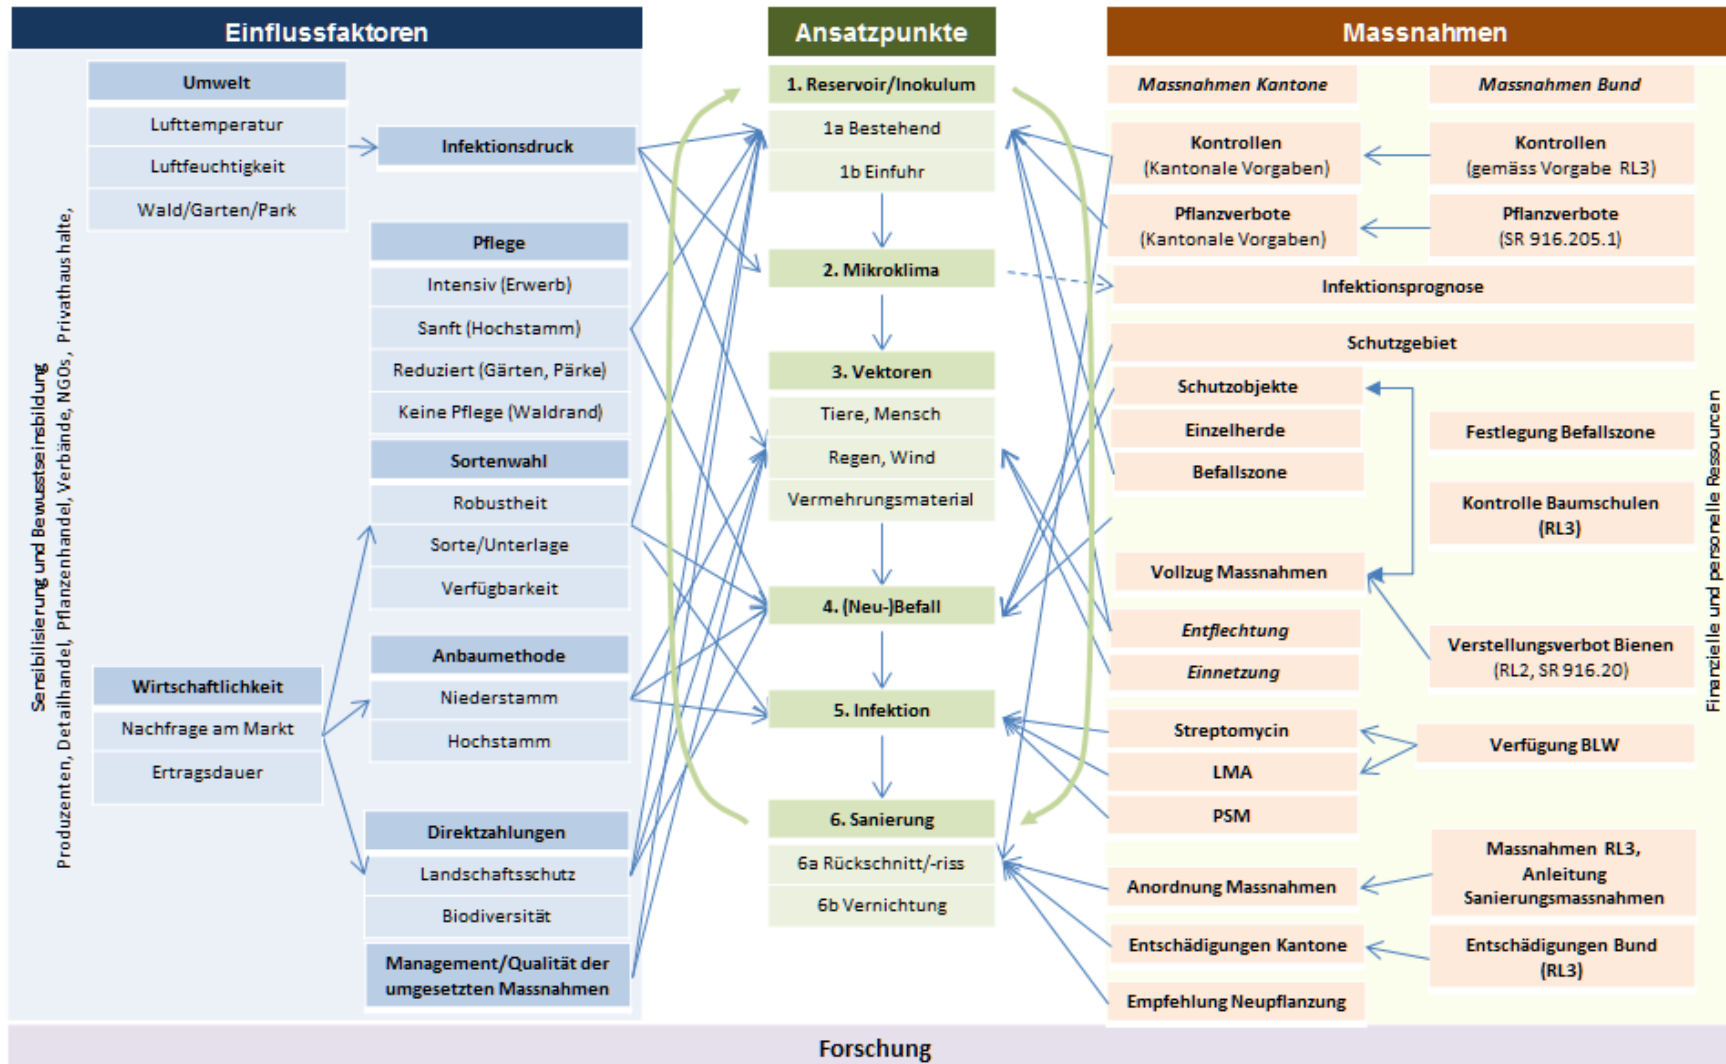 Einflussfaktoren
Ansatzpunkte
Massnahmen
Sensibilisierung und Bewusstseinsbildung
Produzenten, Detailhandel, Pflanzenhandel, Verbände, NGOs, Privathaushalte,
Umwelt
Lufttemperatur
Luftfeuchtigkeit
Wald/Garten/Park
Infektionsdruck
Pflege
Intensiv (Erwerb)
Sanft (Hochstamm)
Reduziert (Gärten, Pärke)
Keine Pflege (Waldrand)
Sortenwahl
Robustheit
Sorte/Unterlage
Verfügbarkeit
Wirtschaftlichkeit
Nachfrage am Markt
Ertragsdauer
Anbaumethode
Niederstamm
Hochstamm
Direktzahlungen
Landschaftsschutz
Biodiversität
Management/Qualität der
umgesetzten Massnahmen
1. Reservoir/Inokulum
1a Bestehend
1b Einfuhr
2. Mikroklima
3. Vektoren
Tiere, Mensch
Regen, Wind
Vermehrungsmaterial
4. (Neu-)Befall
5. Infektion
6. Sanierung
6a Rückschnitt/-riss
6b Vernichtung
Massnahmen Kantone
Massnahmen Bund
Kontrollen
(Kantonale Vorgaben)
Kontrollen
(gemäss Vorgabe RL3)
Pflanzverbote
(Kantonale Vorgaben)
Pflanzverbote
(SR 916.205.1)
Infektionsprognose
Schutzgebiet
Schutzobjekte
Einzelherde
Befallszone
Festlegung Befallszone
Kontrolle Baumschulen
(RL3)
Vollzug Massnahmen
Entflechtung
Einnetzung
Verstellungsverbot Bienen
(RL2, SR 916.20)
Streptomycin
LMA
PSM
Verfügung BLW
Anordnung Massnahmen
Massnahmen RL3,
Anleitung
Sanierungsmassnahmen
Entschädigungen Kantone
Entschädigungen Bund
(RL3)
Empfehlung Neupflanzung
Finanzielle und personelle Ressourcen
Forschung